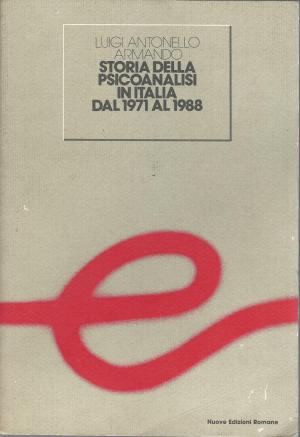 LUIGI ANTONELLO
ARMANDO
STORIA DELLA
PSICOANALISI
IN ITALIA
DAL 1971 AL 1988
Nuove Edizioni Romane